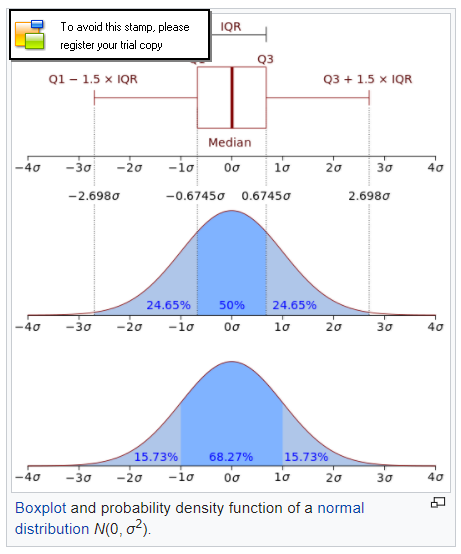 To avoid this stamp, please
register your trial copy
IQR
Q3
Q1 − 1.5 × IQR
Q3 + 1.5 × IQR
Median
−4σ −3σ −2σ −1σ 0σ 1σ 2σ 3σ 4σ
−2.698σ −0.6745σ 0.6745σ 2.698σ
24.65% 50% 24.65%
−4σ −3σ −2σ −1σ 0σ 1σ 2σ 3σ 4σ
15.73% 68.27% 15.73%
−4σ −3σ −2σ −1σ 0σ 1σ 2σ 3σ 4σ
Boxplot and probability density function of a normal
distribution N(0, σ²).